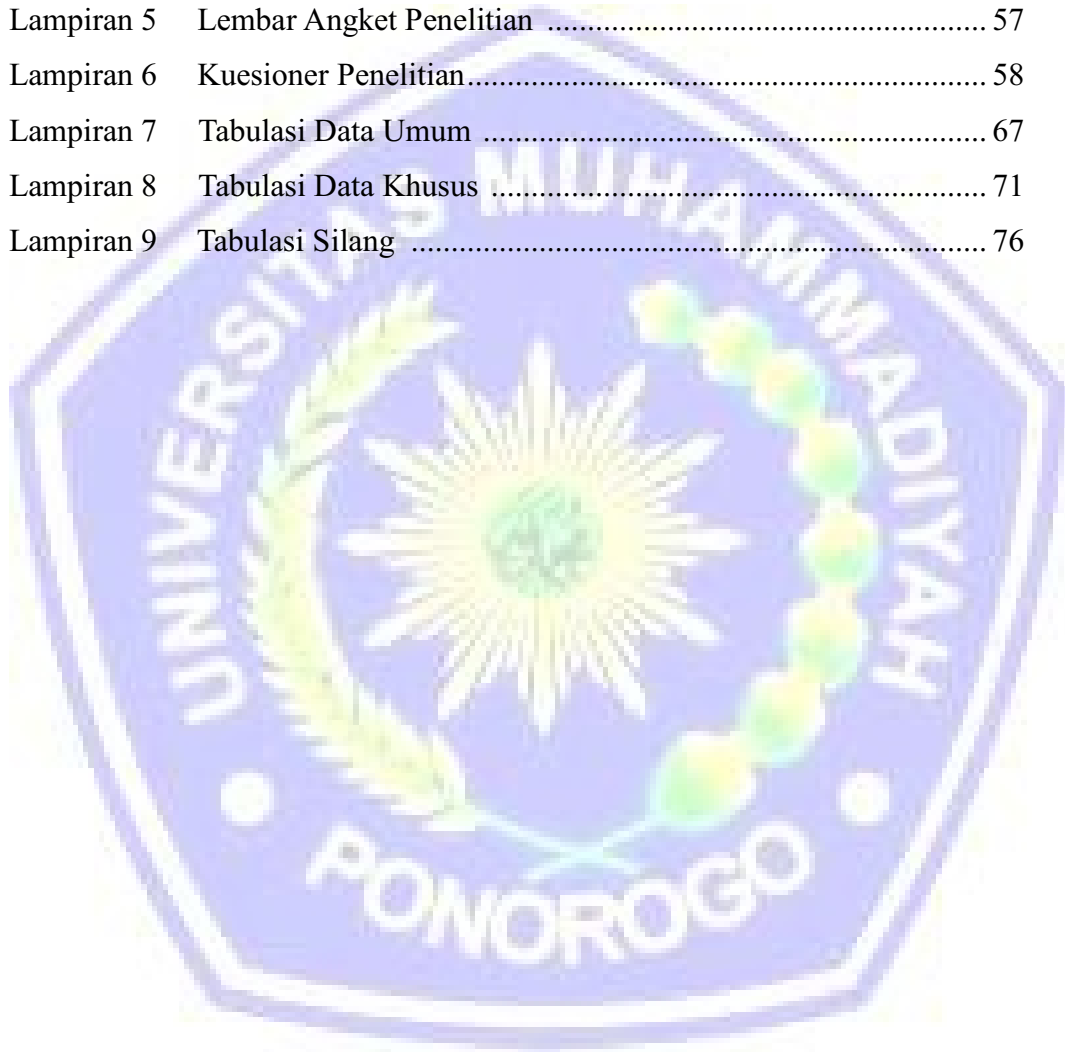 Lampiran 5 Lembar Angket Penelitian ........................................................ 57
Lampiran 6 Kuesioner Penelitian.................................................................. 58
Lampiran 7 Tabulasi Data Umum ................................................................ 67
Lampiran 8 Tabulasi Data Khusus ............................................................... 71
Lampiran 9 Tabulasi Silang ......................................................................... 76
UNIVERSITAS MUHAMMADIYAH
PONOROGO